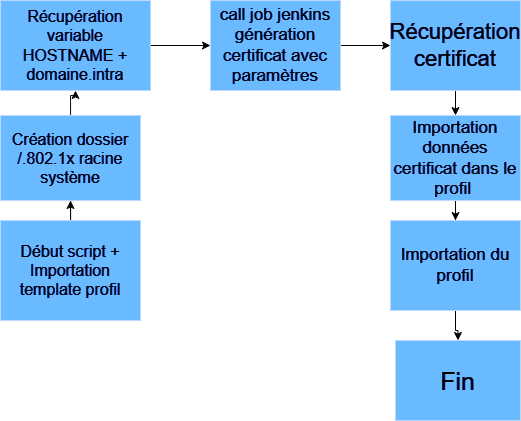 Récupération
variable
HOSTNAME +
domaine.intra
call job jenkins
génération
certificat avec
paramètres
Récupération
certificat
Création dossier
/.802.1x racine
système
Importation
données
certificat dans le
profil
Début script +
Importation
template profil
Importation du
profil
Fin